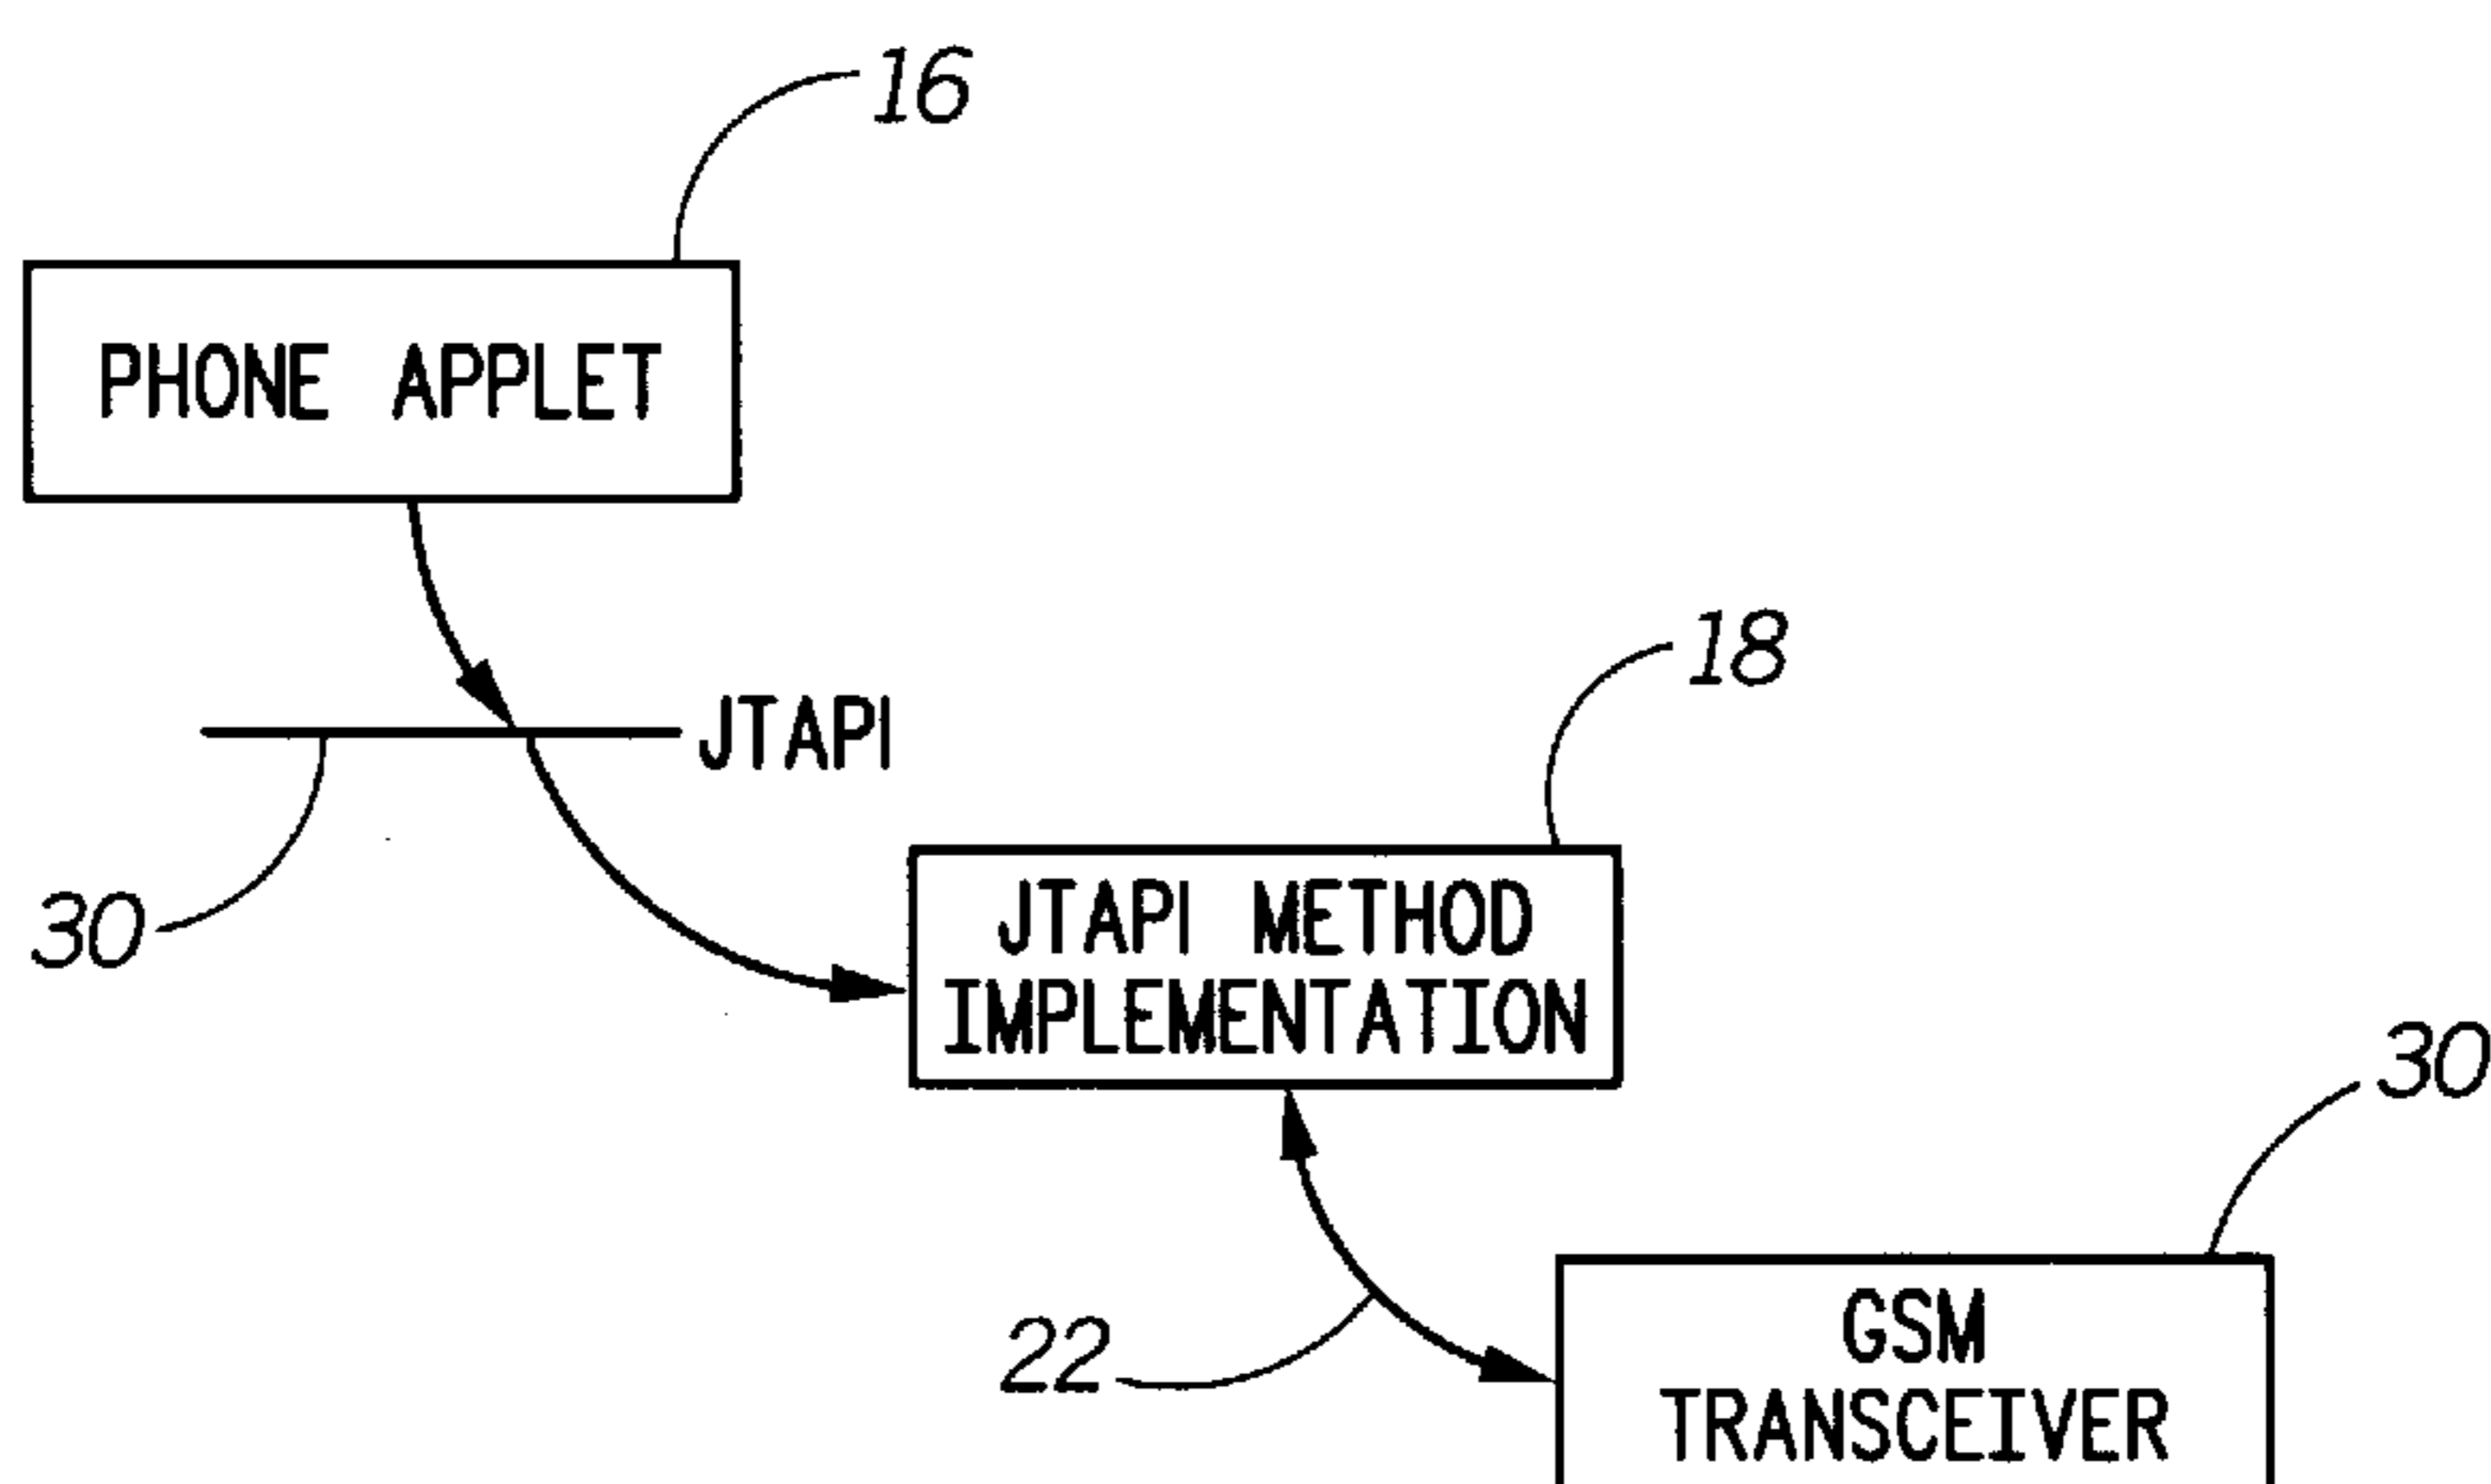 16
PHONE APPLET
18
JTAPI
30
JTAPI METHOD
IMPLEMENTATION
30
22
GSM
TRANSCEIVER